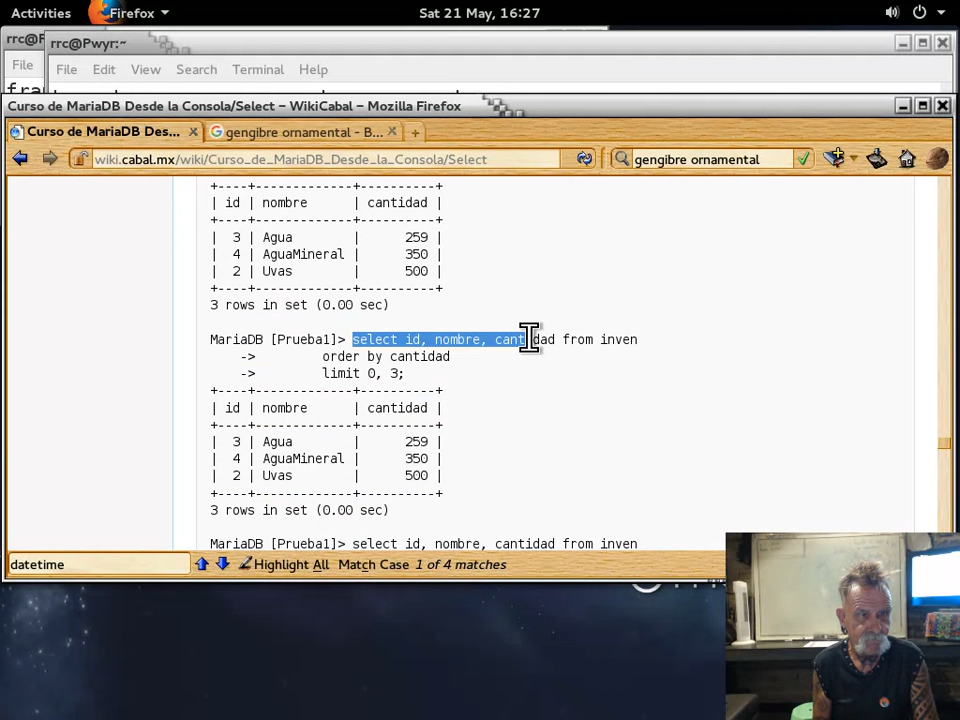 Activities Firefox Sat 21 May, 16:27
rrc@Pwyr:~
File File Edit View Search Terminal Help
Curso de MariaDB Desde la Consola/Select – WikiCabal – Mozilla Firefox
Curso de MariaDB Des... gengibre ornamental - B...
wiki.cabal.mx/wiki/Curso_de_MariaDB_Desde_la_Consola/Select gengibre ornamental
+----+-------------+----------+
| id | nombre | cantidad |
+----+-------------+----------+
| 3 | Agua | 259 |
| 4 | AguaMineral | 350 |
| 2 | Uvas | 500 |
+----+-------------+----------+
3 rows in set (0.00 sec)
MariaDB [Prueba1]> select id, nombre, cantidad from inven
-> order by cantidad
-> limit 0, 3;
+----+-------------+----------+
| id | nombre | cantidad |
+----+-------------+----------+
| 3 | Agua | 259 |
| 4 | AguaMineral | 350 |
| 2 | Uvas | 500 |
+----+-------------+----------+
3 rows in set (0.00 sec)
MariaDB [Prueba1]> select id, nombre, cantidad from inven
datetime Highlight All Match Case 1 of 4 matches